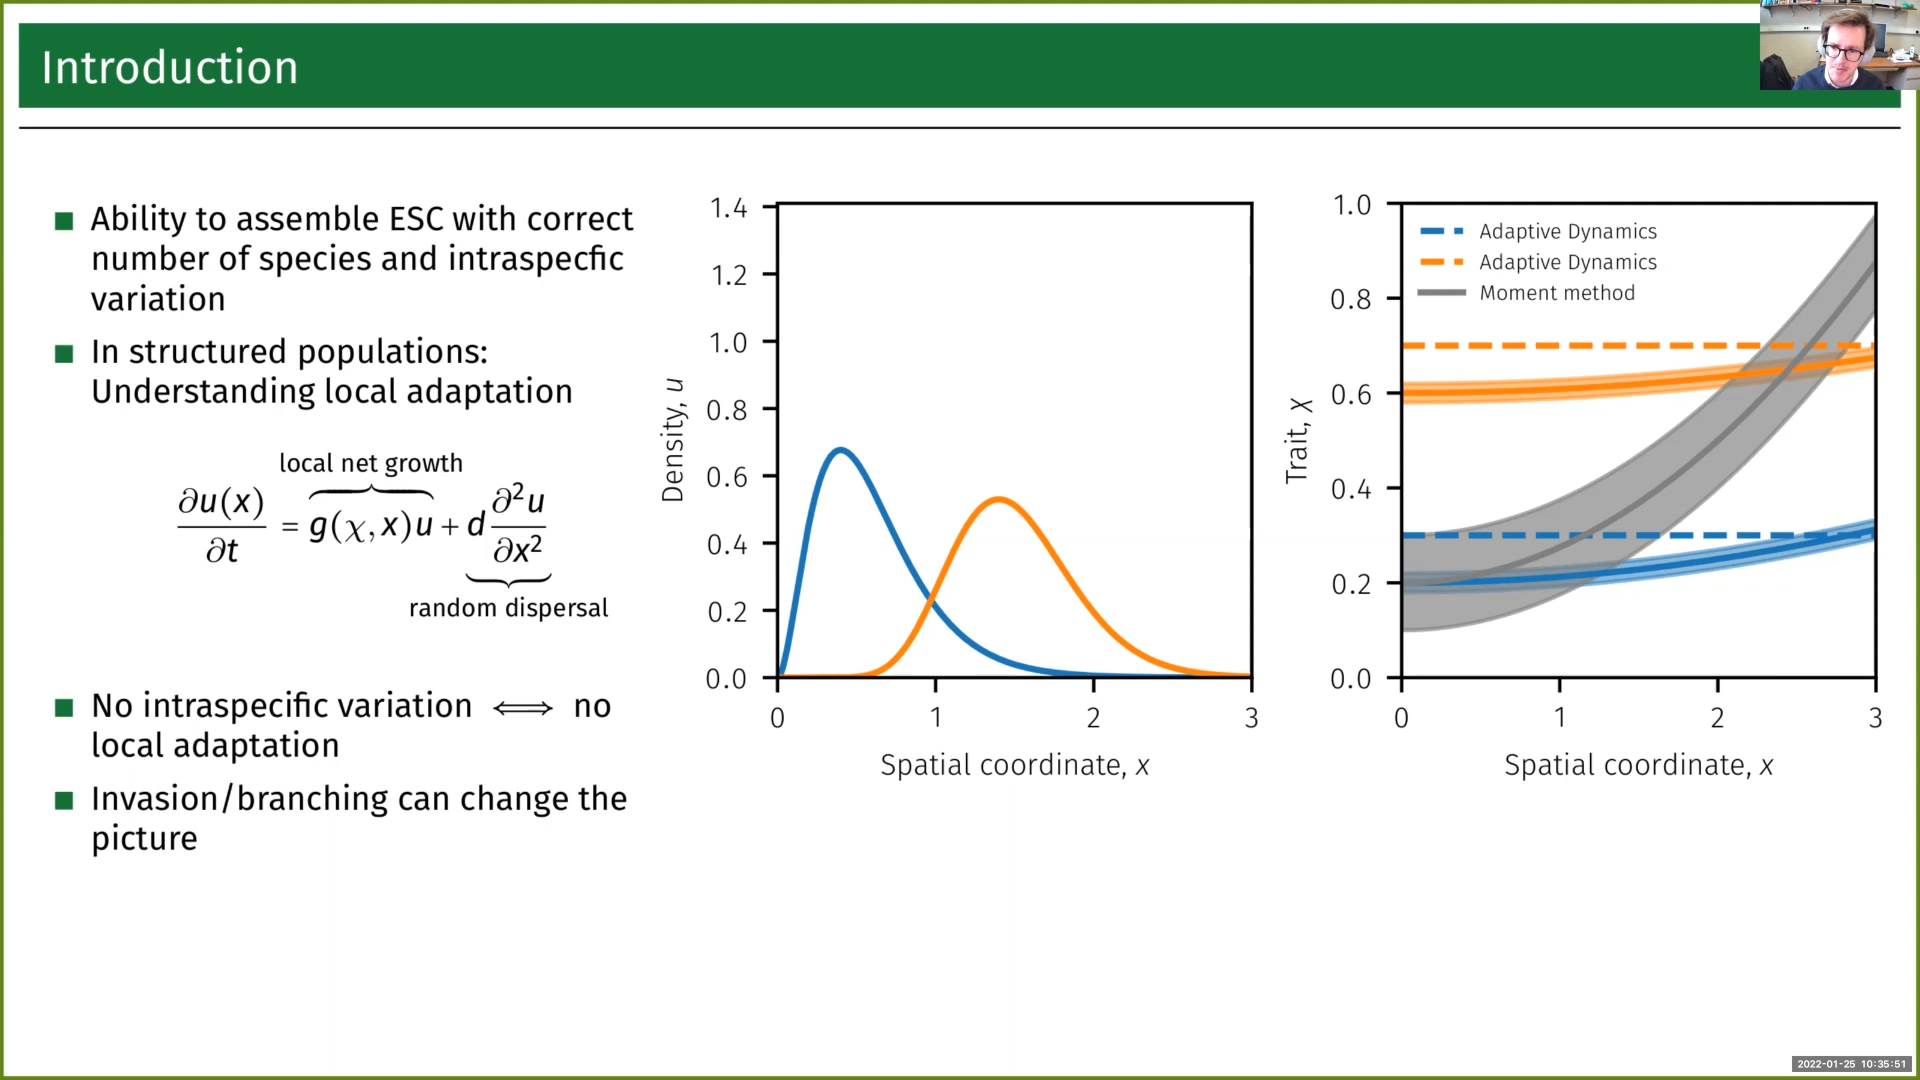 Introduction
Ability to assemble ESC with correct
number of species and intraspecfic
variation
In structured populations:
Understanding local adaptation
local net growth
∂u(x)/∂t = g(χ, x)u + d ∂²u/∂x²
random dispersal
No intraspecific variation ⟺ no
local adaptation
Invasion/branching can change the
picture
Density, u
1.4
1.2
1.0
0.8
0.6
0.4
0.2
0.0
0 1 2 3
Spatial coordinate, x
Trait, χ
1.0
0.8
0.6
0.4
0.2
0.0
Adaptive Dynamics
Adaptive Dynamics
Moment method
0 1 2 3
Spatial coordinate, x
2022-01-25 10:35:51